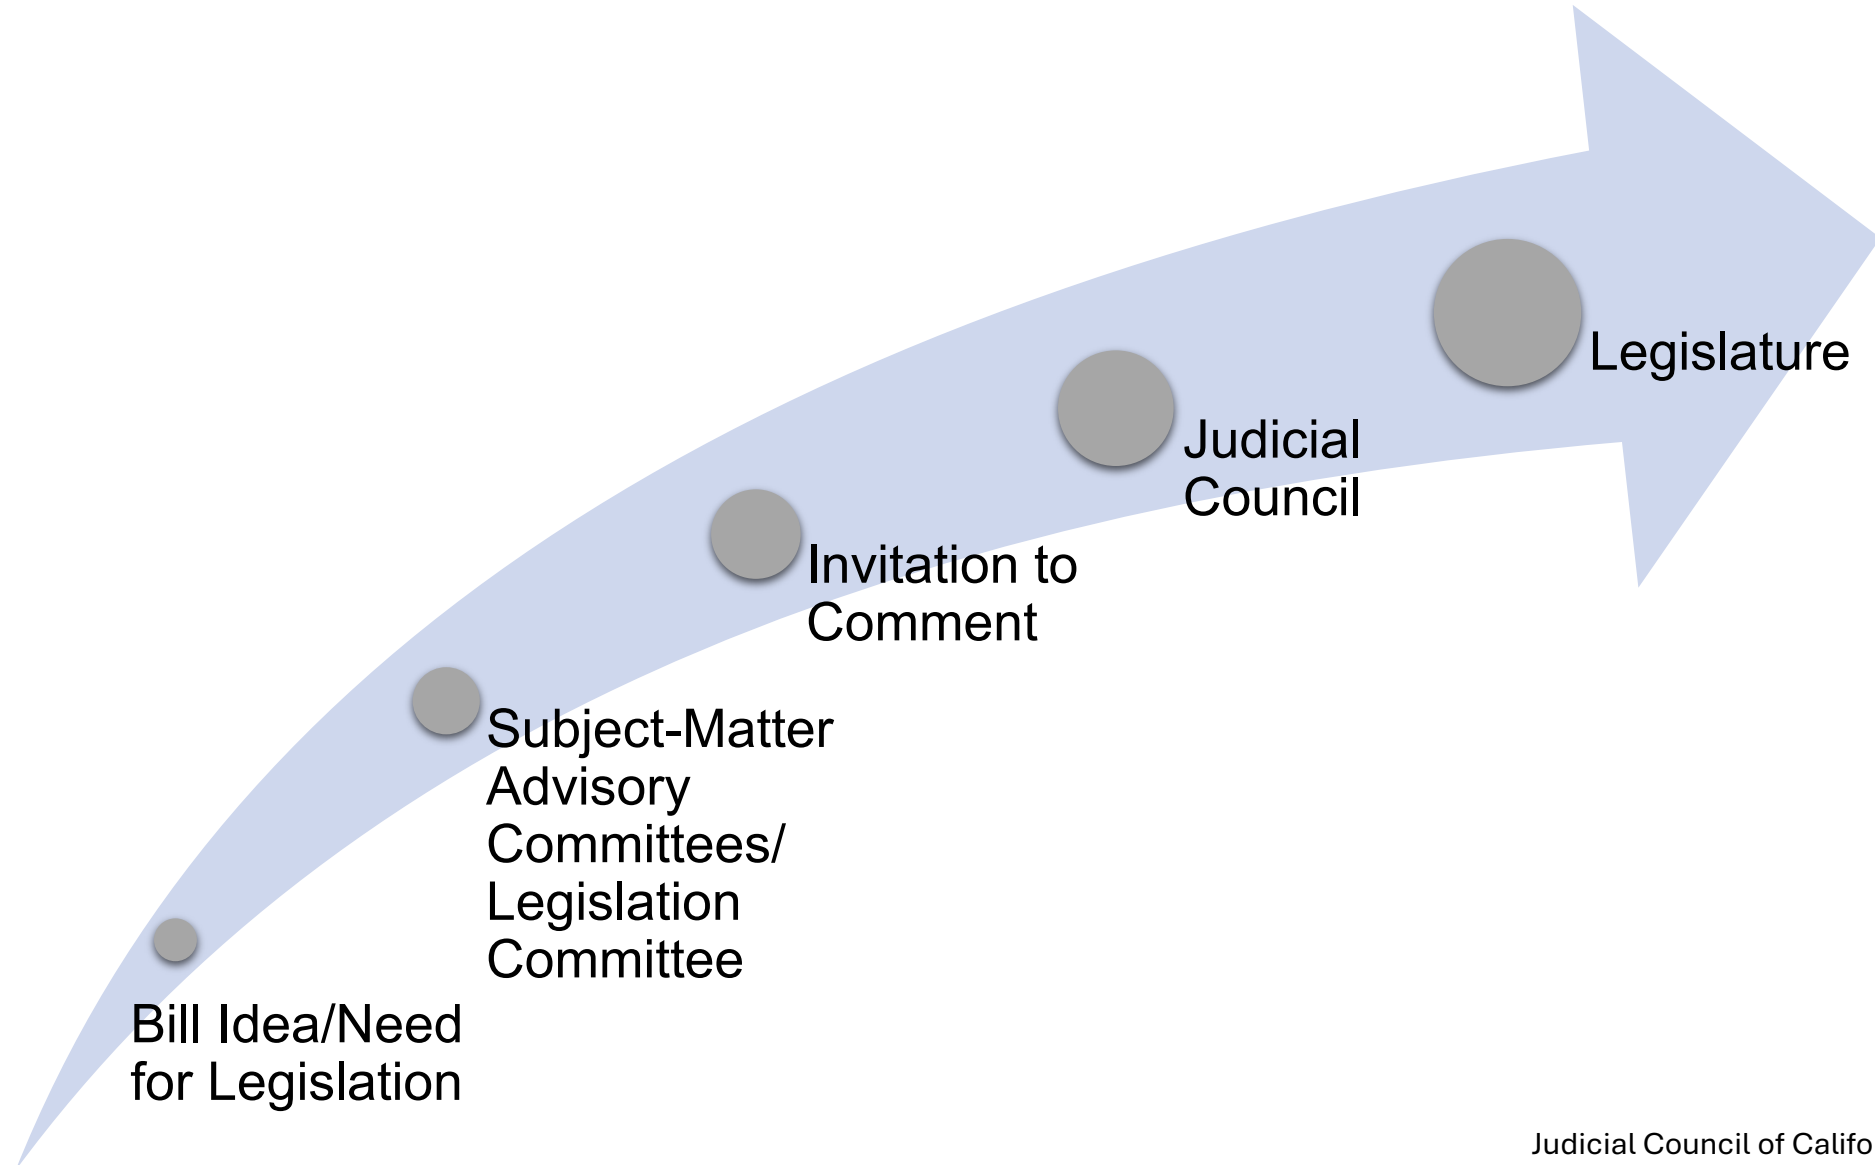 Legislature
Judicial
Council
Invitation to
Comment
Subject-Matter
Advisory
Committees/
Legislation
Committee
Bill Idea/Need
for Legislation
Judicial Council of Califo